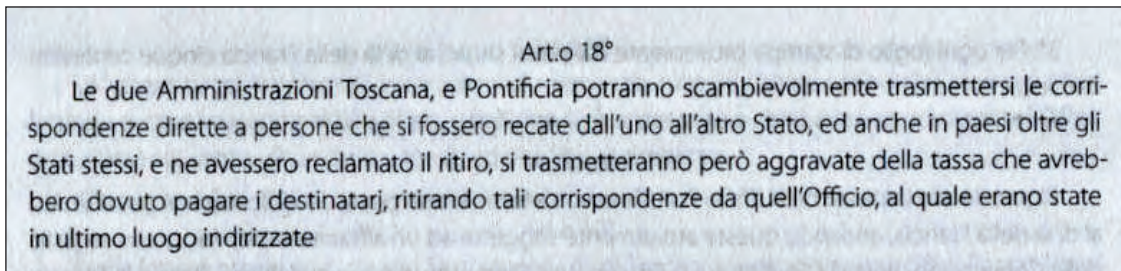 Art.o 18°
Le due Amministrazioni Toscana, e Pontificia potranno scambievolmente trasmettersi le corri-
spondenze dirette a persone che si fossero recate dall'uno all'altro Stato, ed anche in paesi oltre gli
Stati stessi, e ne avessero reclamato il ritiro, si trasmetteranno però aggravate della tassa che avreb-
bero dovuto pagare i destinatarj, ritirando tali corrispondenze da quell'Officio, al quale erano state
in ultimo luogo indirizzate